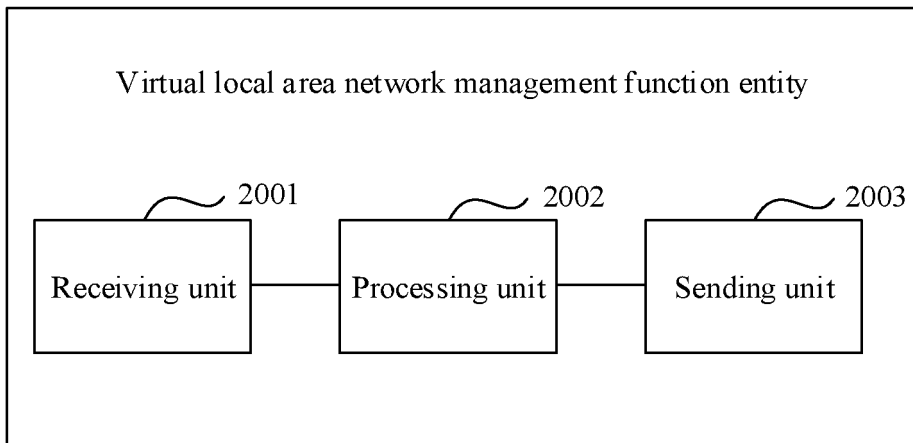 Virtual local area network management function entity
2001
2002
2003
Receiving unit
Processing unit
Sending unit